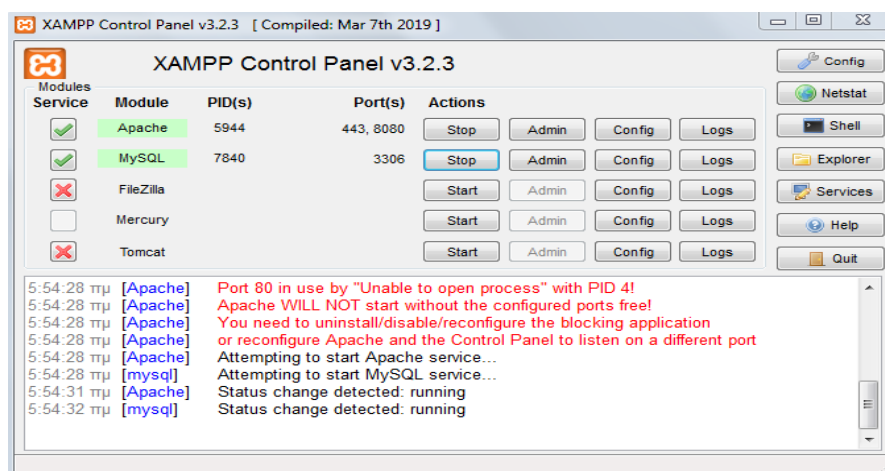 XAMPP Control Panel v3.2.3 [ Compiled: Mar 7th 2019 ]
XAMPP Control Panel v3.2.3
Config
Modules
Service Module PID(s) Port(s) Actions
Netstat
Apache 5944 443, 8080 Stop Admin Config Logs
Shell
MySQL 7840 3306 Stop Admin Config Logs
Explorer
FileZilla Start Admin Config Logs
Services
Mercury Start Admin Config Logs
Help
Tomcat Start Admin Config Logs
Quit
5:54:28 πμ [Apache] Port 80 in use by "Unable to open process" with PID 4!
5:54:28 πμ [Apache] Apache WILL NOT start without the configured ports free!
5:54:28 πμ [Apache] You need to uninstall/disable/reconfigure the blocking application
5:54:28 πμ [Apache] or reconfigure Apache and the Control Panel to listen on a different port
5:54:28 πμ [Apache] Attempting to start Apache service...
5:54:28 πμ [mysql] Attempting to start MySQL service...
5:54:31 πμ [Apache] Status change detected: running
5:54:32 πμ [mysql] Status change detected: running